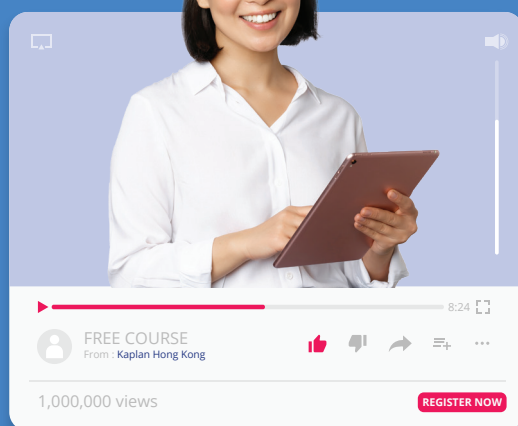 8:24
FREE COURSE
From : Kaplan Hong Kong
1,000,000 views
REGISTER NOW